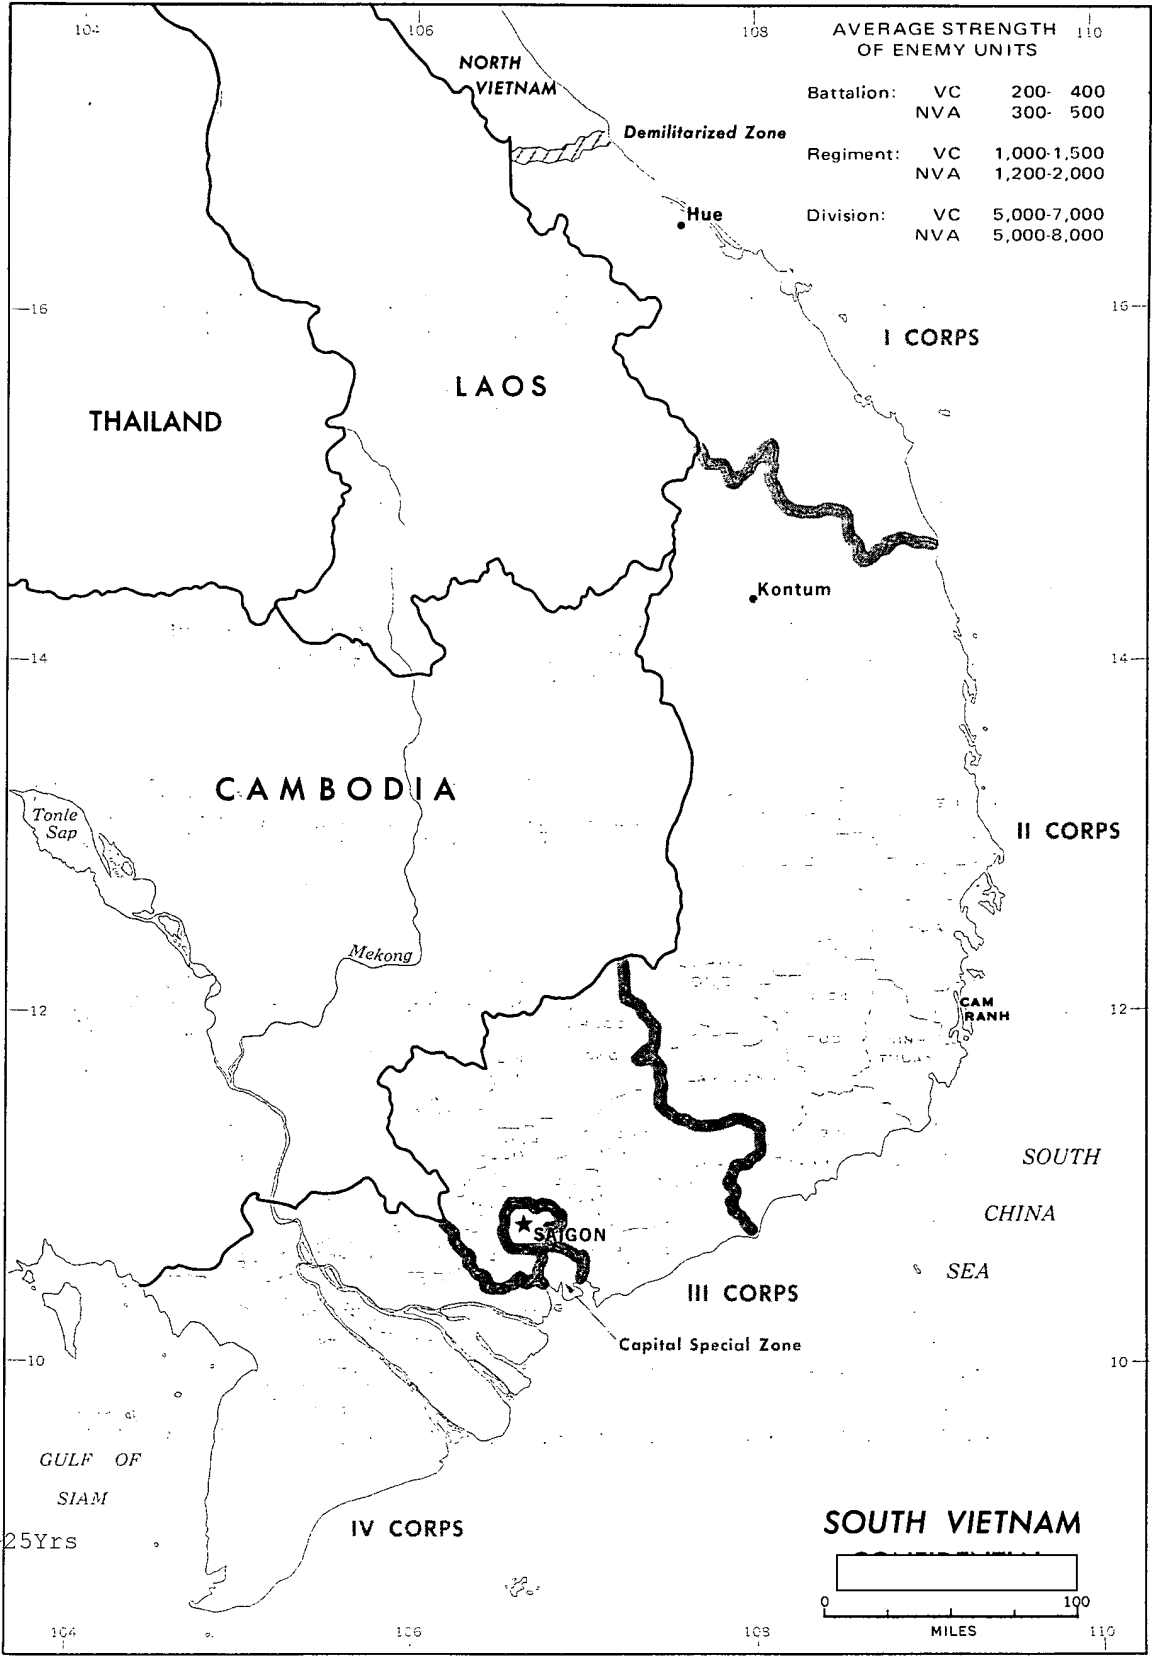 104
106
108
110
AVERAGE STRENGTH
OF ENEMY UNITS
Battalion: VC 200- 400
NVA 300- 500
Regiment: VC 1,000-1,500
NVA 1,200-2,000
Division: VC 5,000-7,000
NVA 5,000-8,000
NORTH
VIETNAM
Demilitarized Zone
Hue
16
16
I CORPS
LAOS
THAILAND
Kontum
14
14
CAMBODIA
Tonle
Sap
II CORPS
Mekong
12
12
CAM
RANH
SOUTH
CHINA
SEA
SAIGON
III CORPS
Capital Special Zone
10
10
GULF OF
SIAM
IV CORPS
25Yrs
SOUTH VIETNAM
0 100
MILES
104
106
108
110